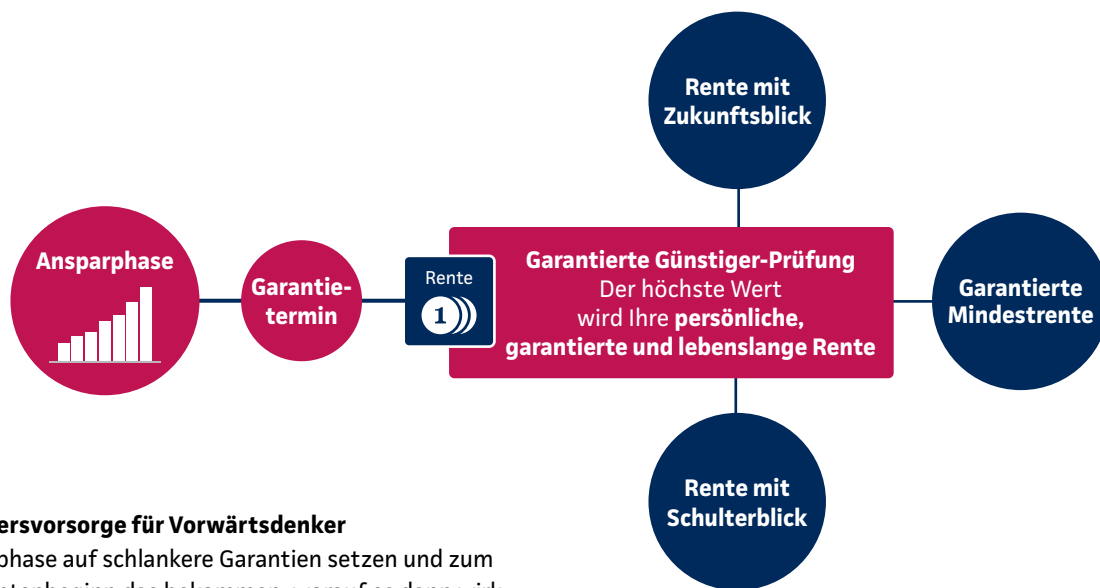 Rente mit
Zukunftsblick
Ansparphase
Garantie-
termin
Rente
1
Garantierte Günstiger-Prüfung
Der höchste Wert
wird Ihre persönliche,
garantierte und lebenslange Rente
Garantierte
Mindestrente
Rente mit
Schulterblick
ersvorsorge für Vorwärtsdenker
phase auf schlankere Garantien setzen und zum